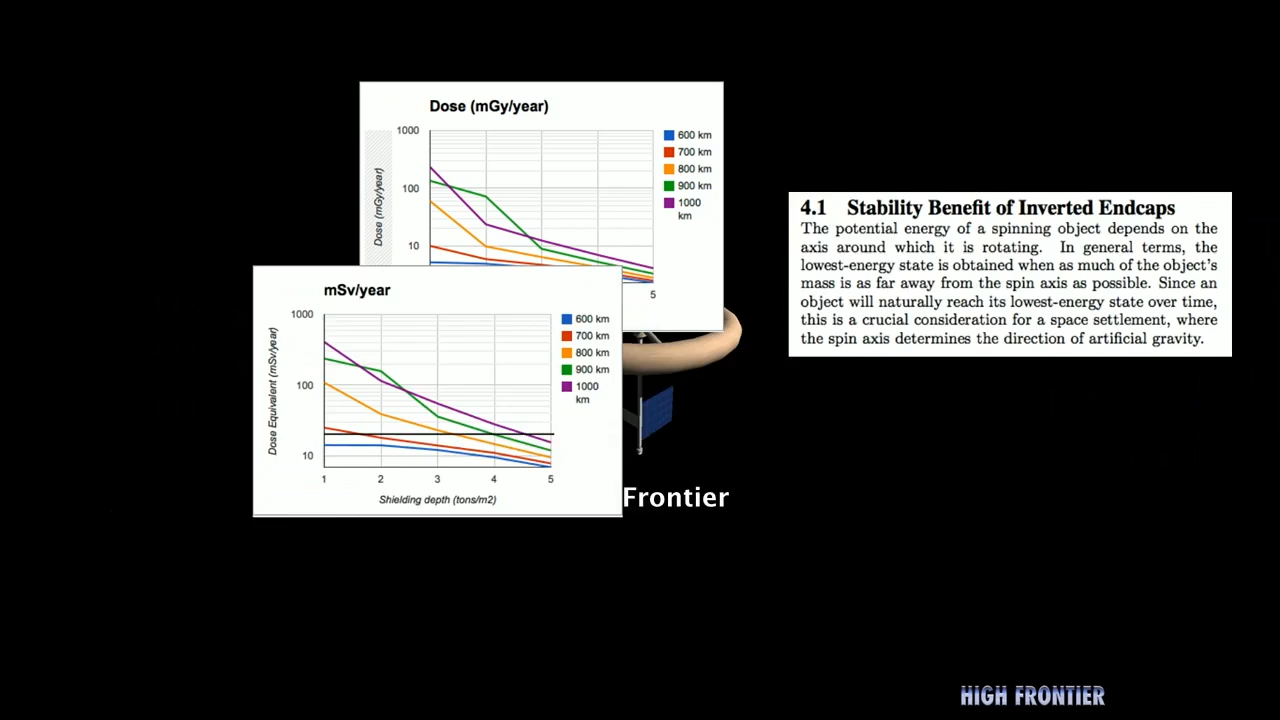 Dose (mGy/year)
1000
100
10
Dose (mGy/year)
5
600 km
700 km
800 km
900 km
1000
km
mSv/year
1000
100
10
Dose Equivalent (mSv/year)
1 2 3 4 5
Shielding depth (tons/m2)
600 km
700 km
800 km
900 km
1000
km
Frontier
4.1 Stability Benefit of Inverted Endcaps
The potential energy of a spinning object depends on the
axis around which it is rotating. In general terms, the
lowest-energy state is obtained when as much of the object's
mass is as far away from the spin axis as possible. Since an
object will naturally reach its lowest-energy state over time,
this is a crucial consideration for a space settlement, where
the spin axis determines the direction of artificial gravity.
HIGH FRONTIER